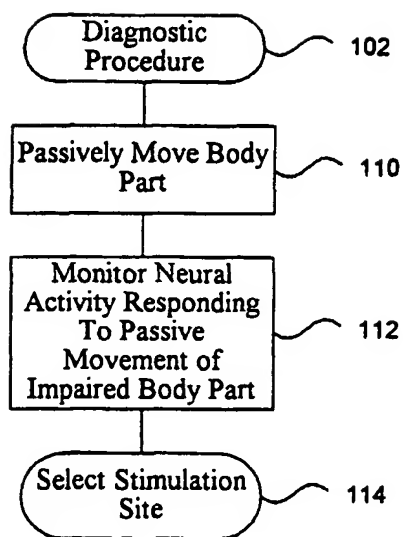 Diagnostic
Procedure
102
Passively Move Body
Part
110
Monitor Neural
Activity Responding
To Passive
Movement of
Impaired Body Part
112
Select Stimulation
Site
114